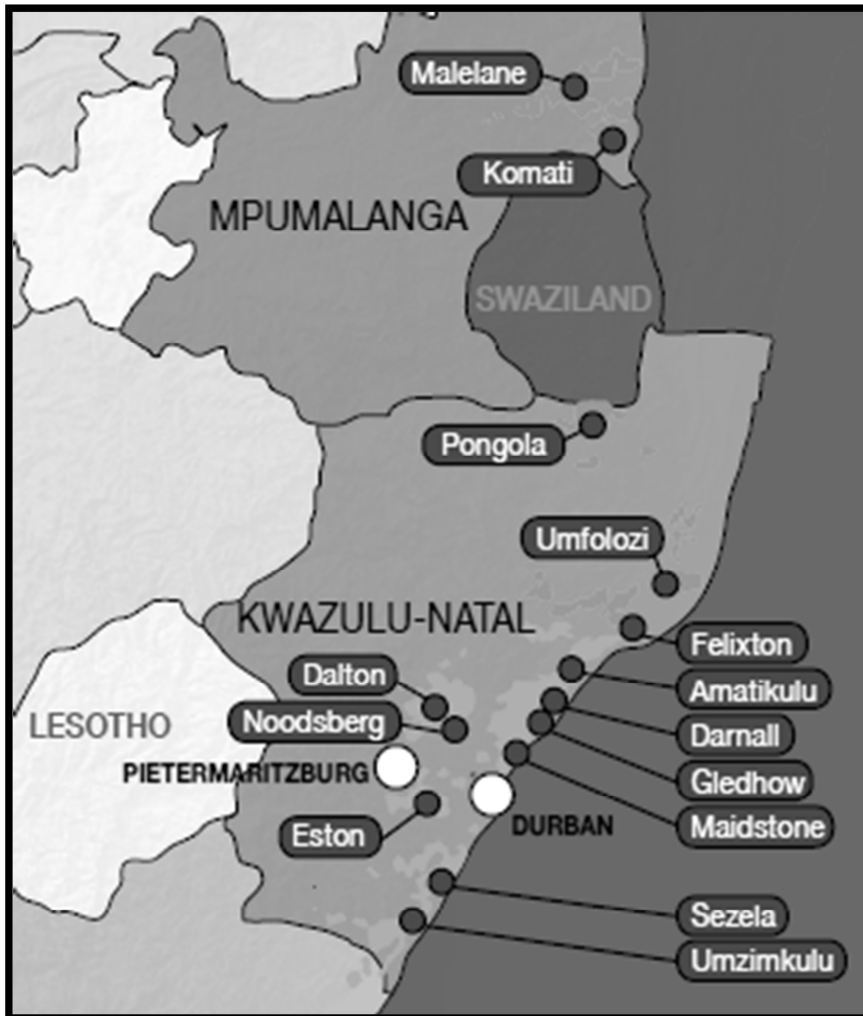 Malelane
Komati
MPUMALANGA
SWAZILAND
Pongola
Umfolozi
KWAZULU-NATAL
Felixton
Dalton
Amatikulu
Noodsberg
LESOTHO
Darnall
PIETERMARITZBURG
Gledhow
Eston
DURBAN
Maidstone
Sezela
Umzimkulu